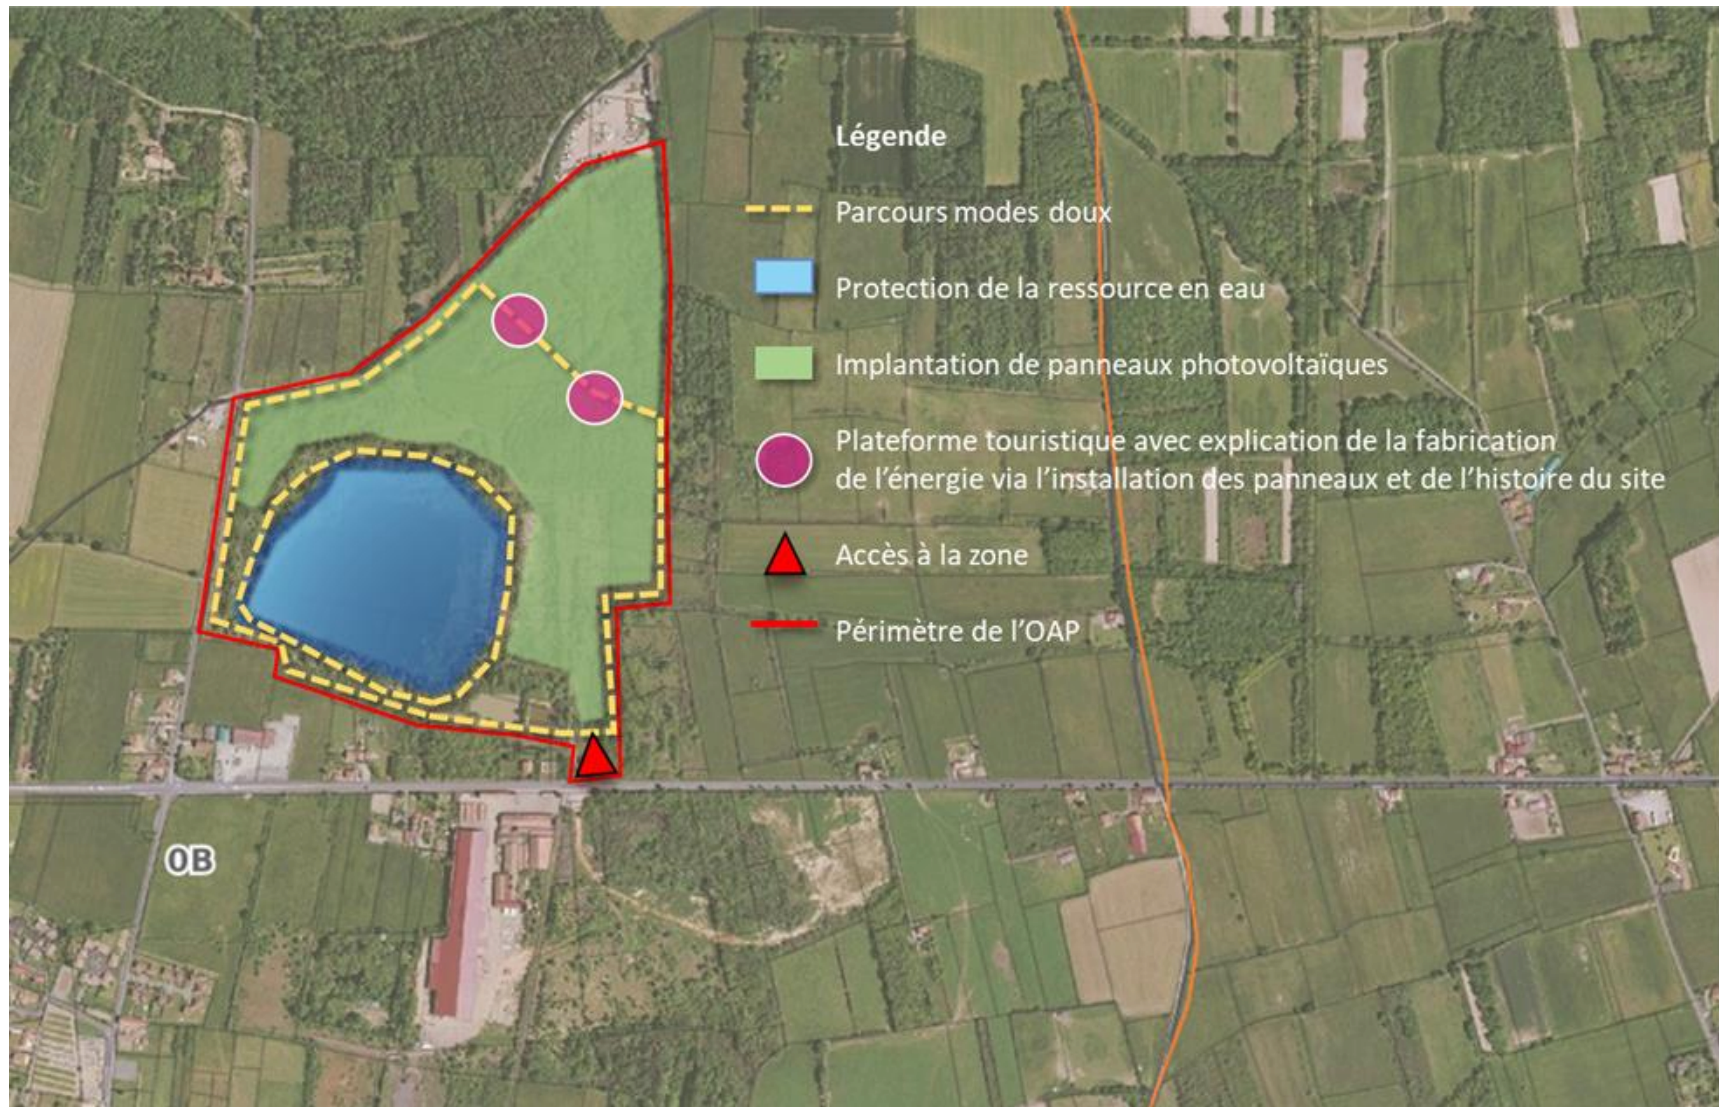 Légende
Parcours modes doux
Protection de la ressource en eau
Implantation de panneaux photovoltaïques
Plateforme touristique avec explication de la fabrication
de l’énergie via l’installation des panneaux et de l’histoire du site
Accès à la zone
Périmètre de l’OAP
0B